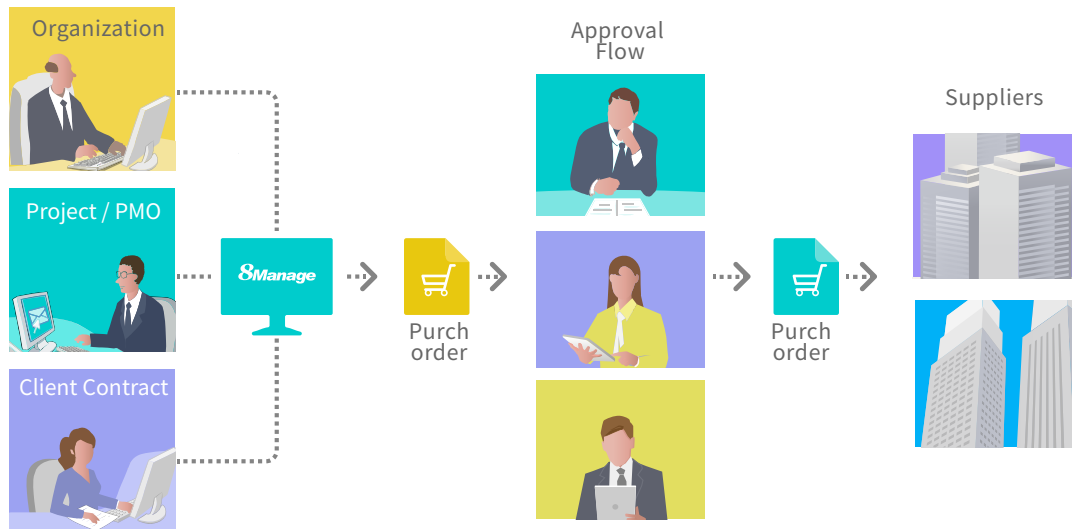 Organization
Project / PMO
Client Contract
8Manage
Purch
order
Approval
Flow
Purch
order
Suppliers